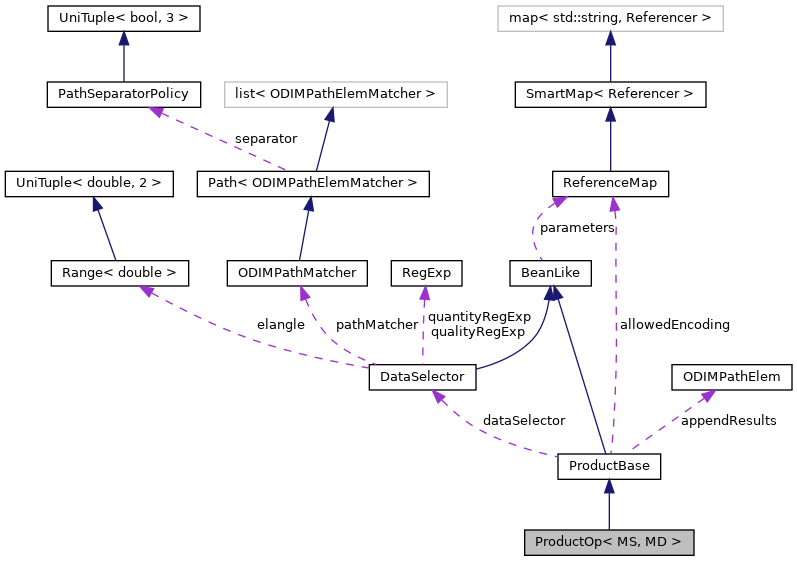 UniTuple< bool, 3 >
map< std::string, Referencer >
PathSeparatorPolicy
list< ODIMPathElemMatcher >
SmartMap< Referencer >
separator
UniTuple< double, 2 >
Path< ODIMPathElemMatcher >
ReferenceMap
parameters
Range< double >
ODIMPathMatcher
RegExp
BeanLike
elangle
pathMatcher
quantityRegExp
qualityRegExp
allowedEncoding
DataSelector
ODIMPathElem
dataSelector
appendResults
ProductBase
ProductOp< MS, MD >